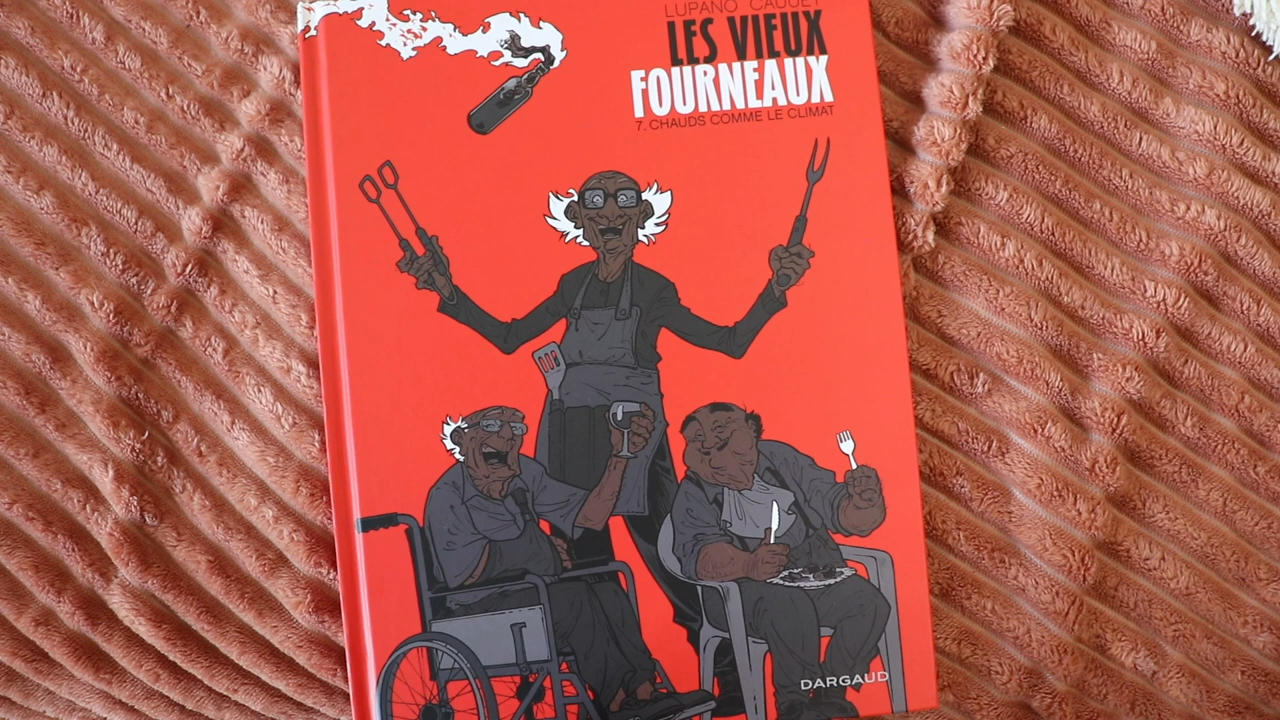 LUPANO CAUUET
LES VIEUX
FOURNEAUX
7. CHAUDS COMME LE CLIMAT
DARGAUD